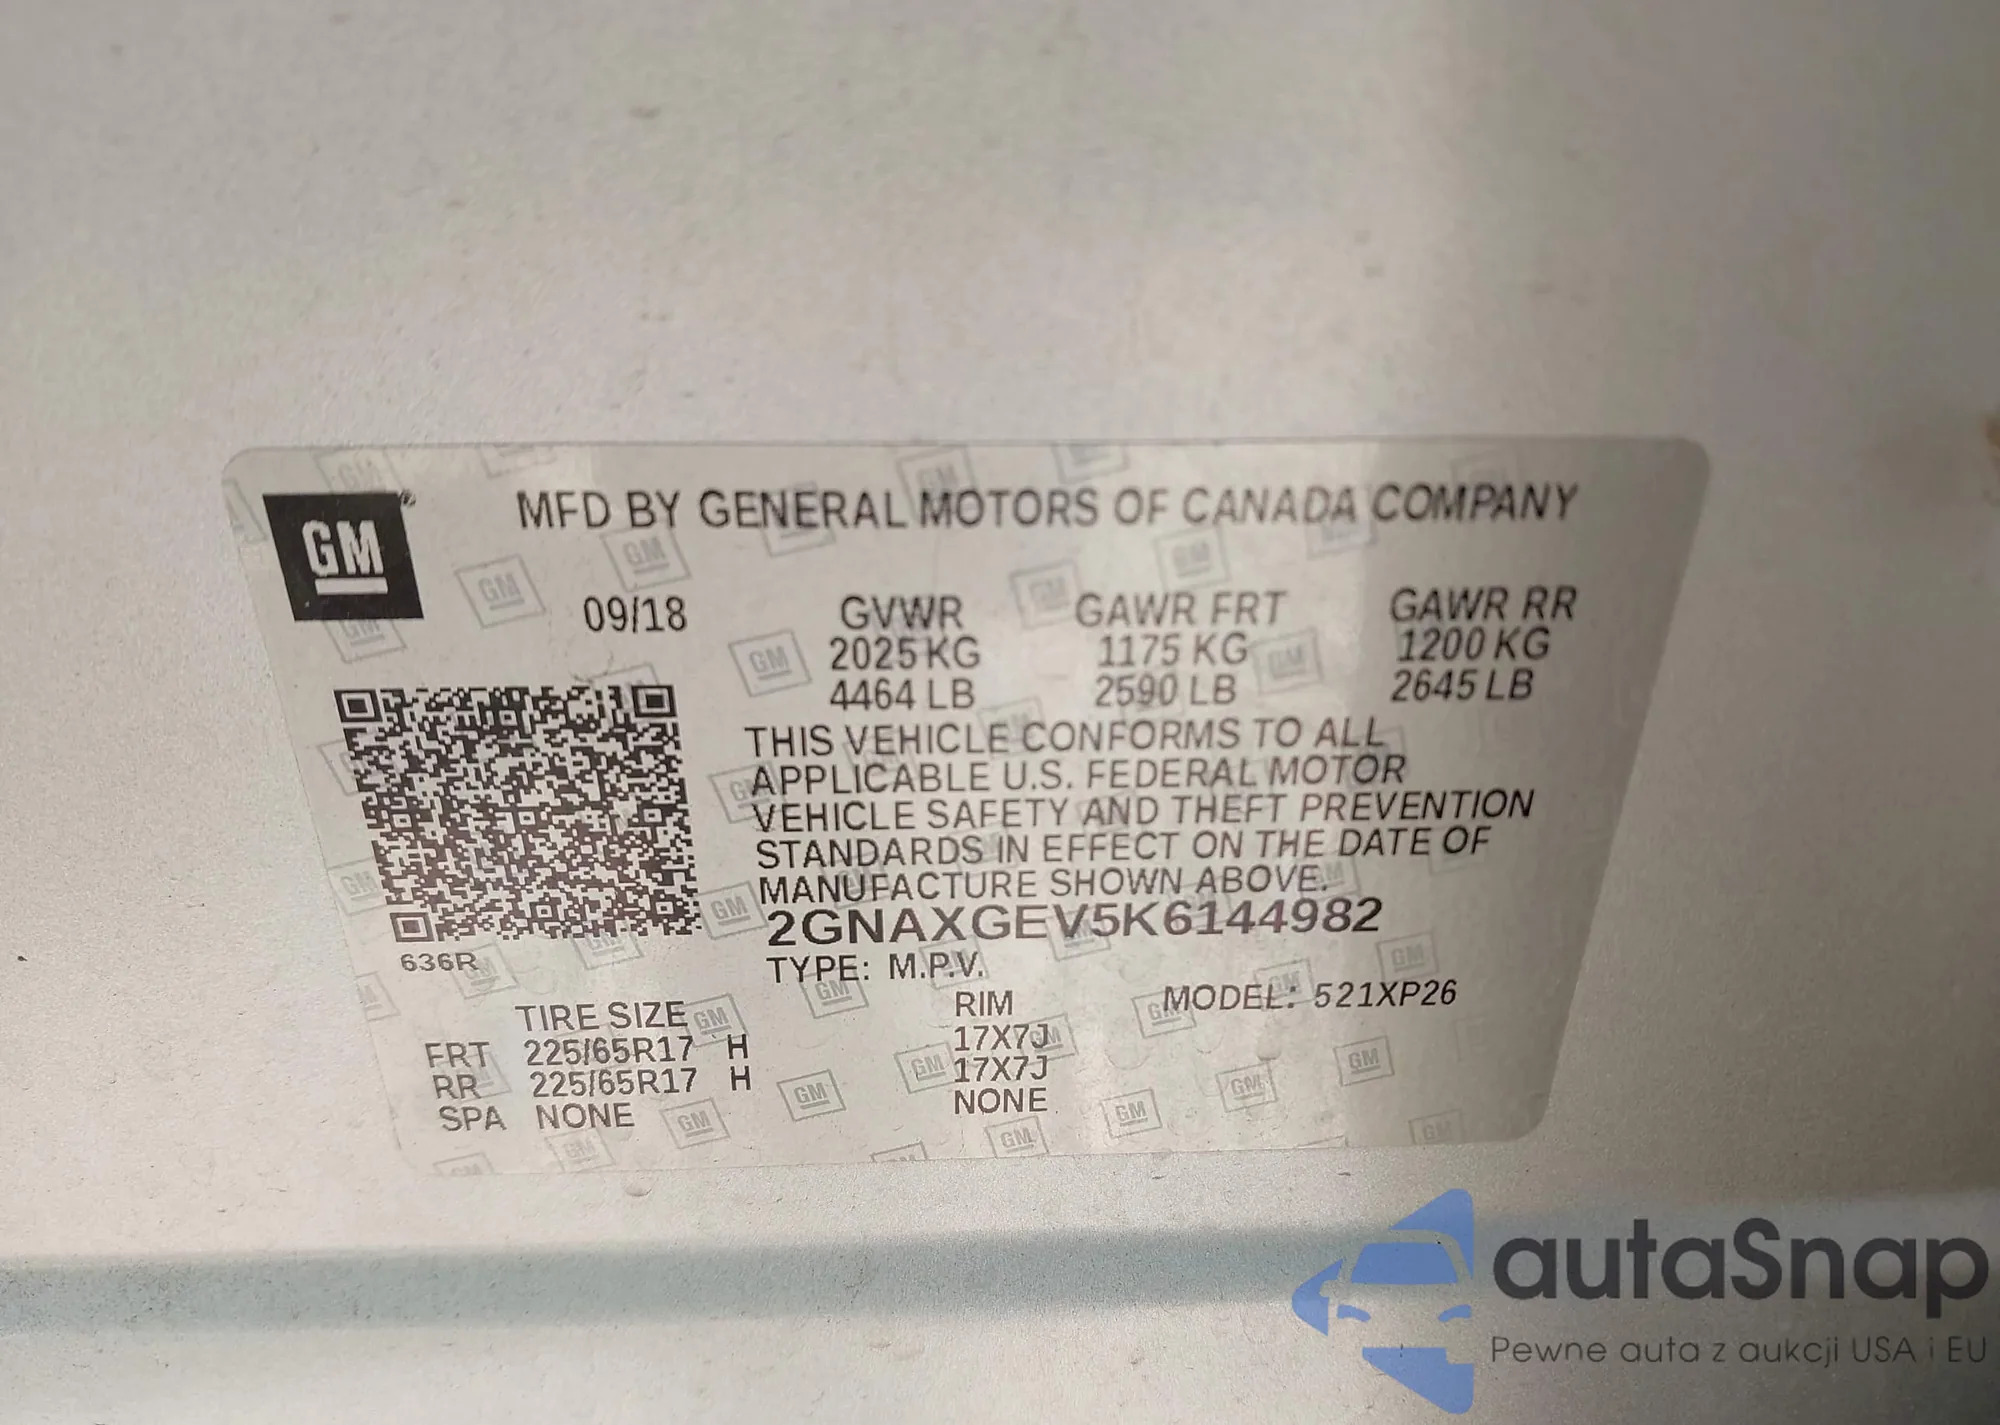 GM
MFD BY GENERAL MOTORS OF CANADA COMPANY
09/18
GVWR GAWR FRT GAWR RR
2025 KG 1175 KG 1200 KG
4464 LB 2590 LB 2645 LB
THIS VEHICLE CONFORMS TO ALL
APPLICABLE U.S. FEDERAL MOTOR
VEHICLE SAFETY AND THEFT PREVENTION
STANDARDS IN EFFECT ON THE DATE OF
MANUFACTURE SHOWN ABOVE.
2GNAXGEV5K6144982
636R
TYPE: M.P.V. MODEL: 521XP26
TIRE SIZE RIM
FRT 225/65R17 H 17X7J
RR 225/65R17 H 17X7J
SPA NONE NONE
autaSnap
Pewne auta z aukcji USA i EU